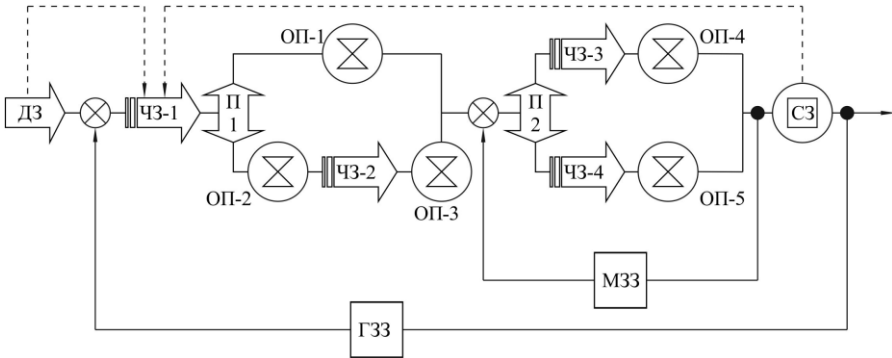 ОП-1
ЧЗ-3
ОП-4
ДЗ
ЧЗ-1
П
1
П
2
СЗ
ОП-2
ЧЗ-2
ОП-3
ЧЗ-4
ОП-5
МЗЗ
ГЗЗ